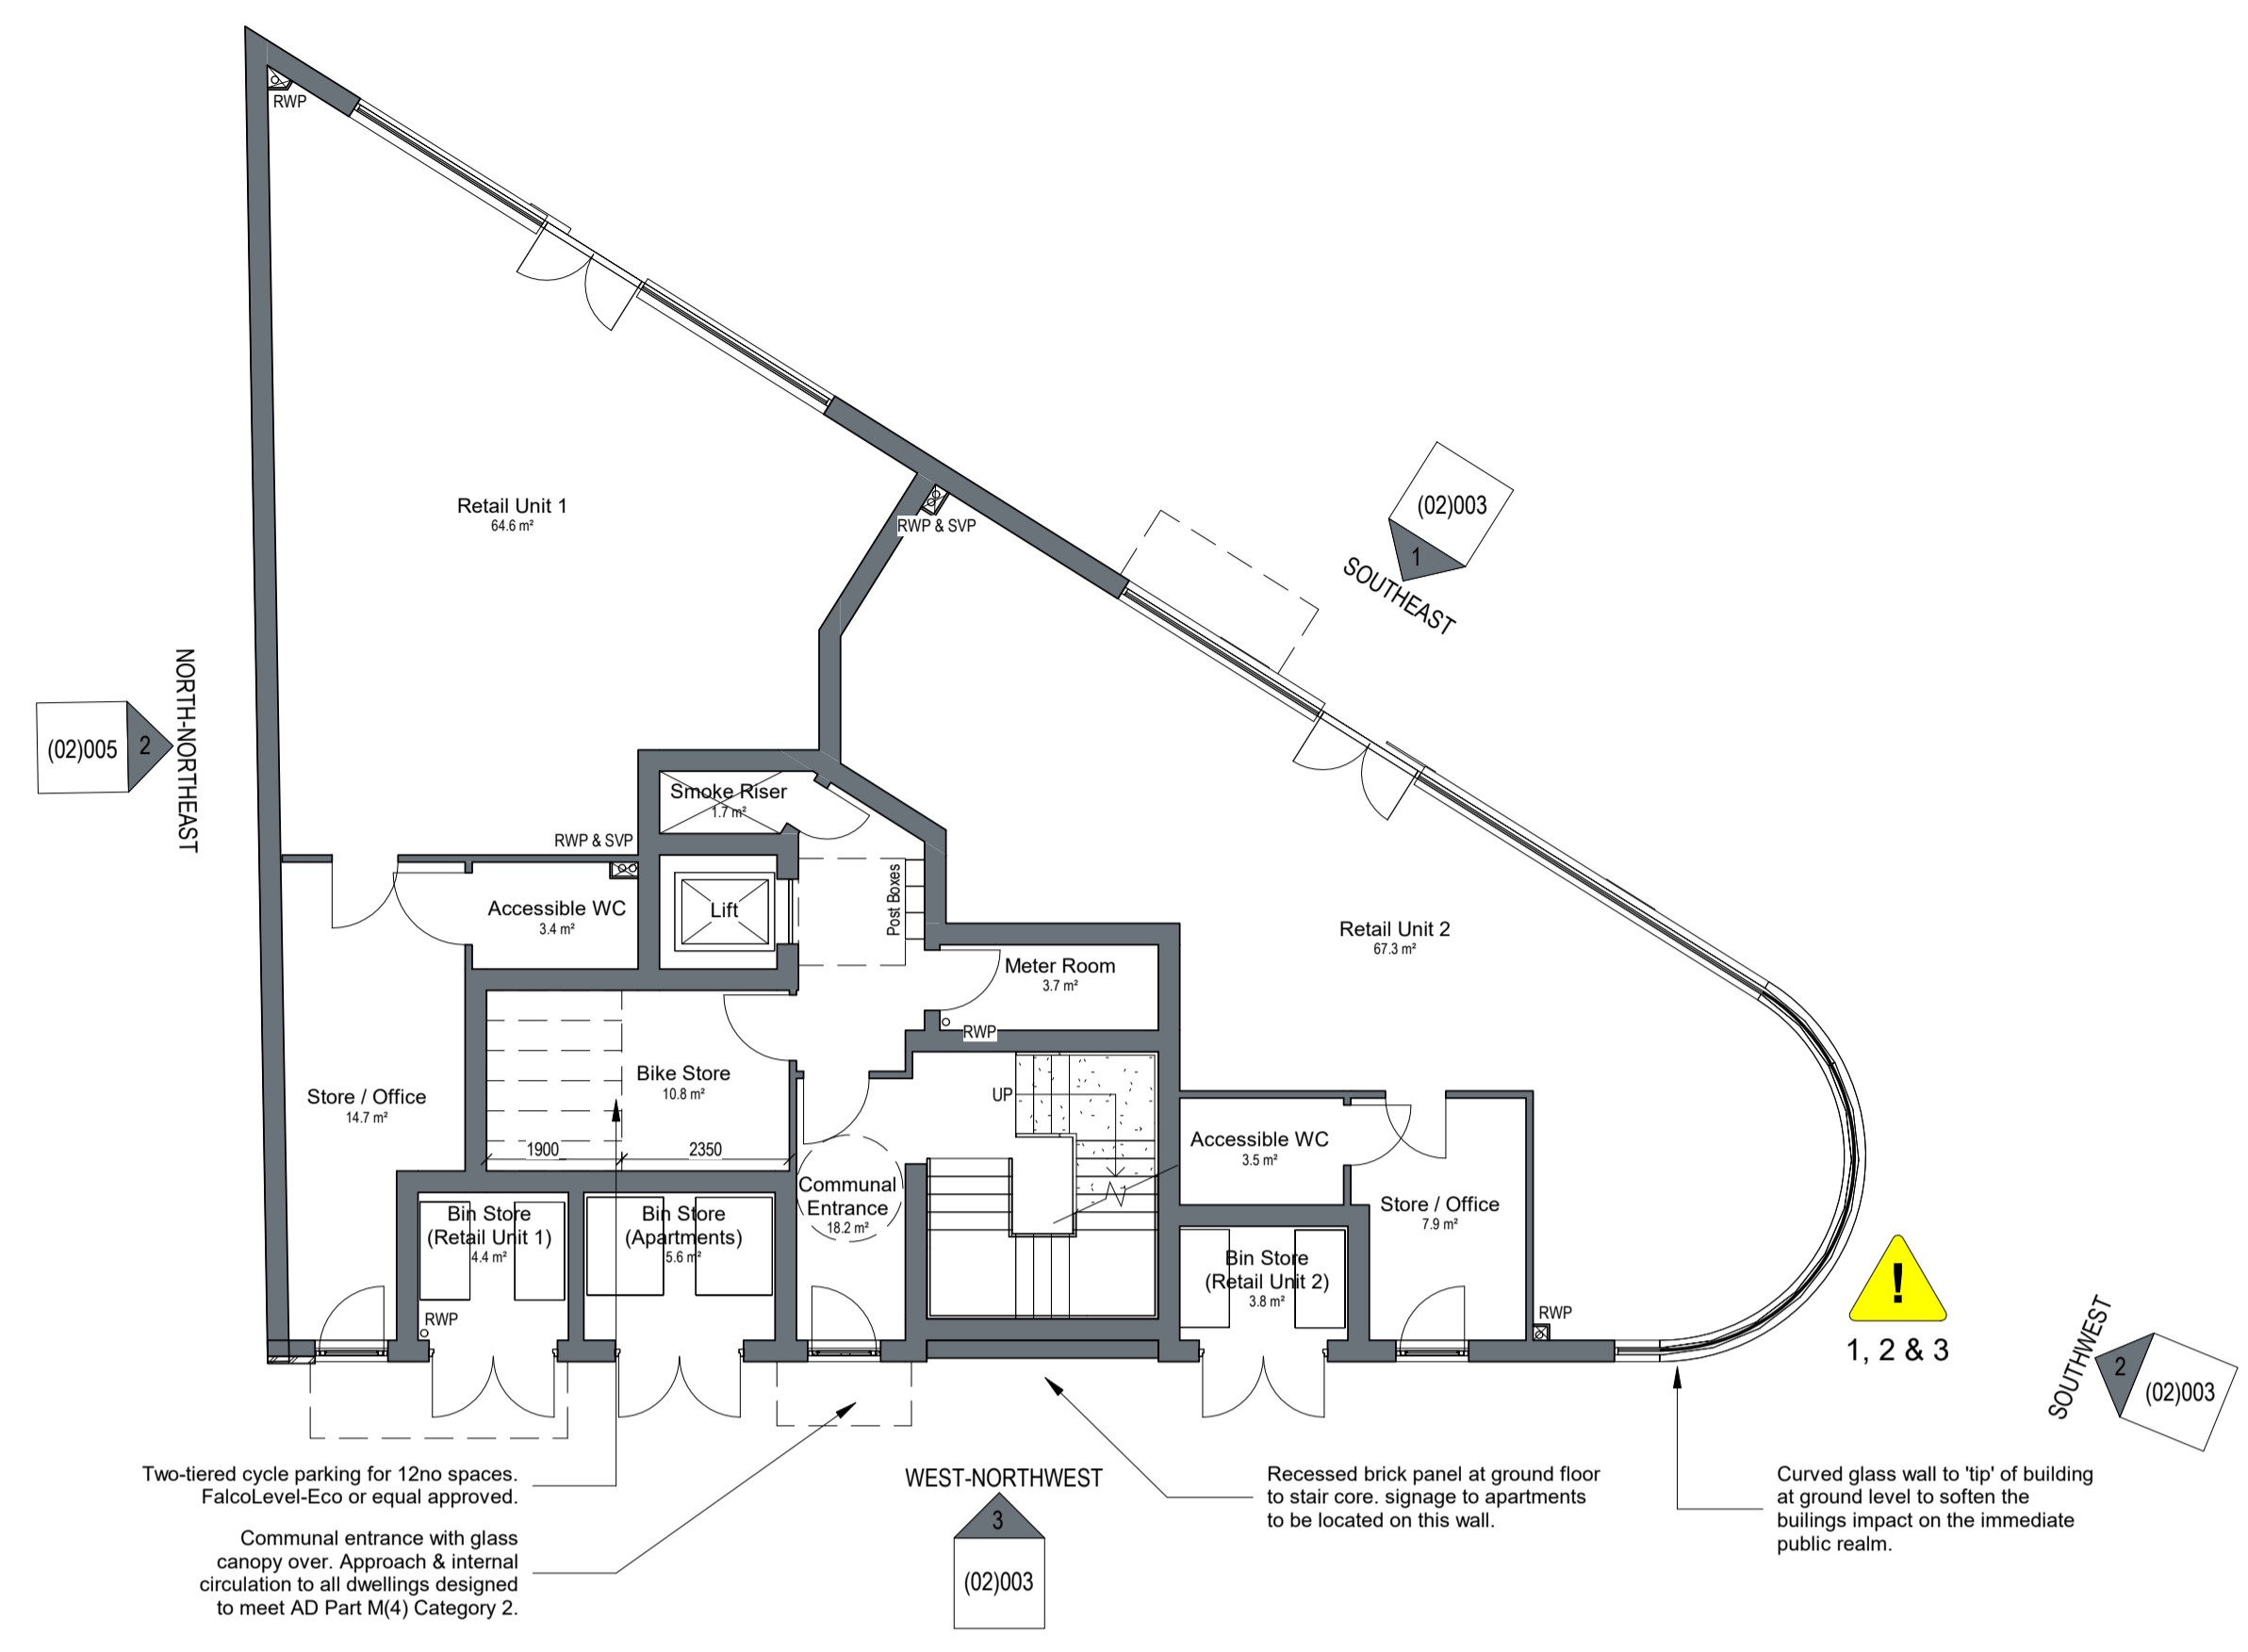 RWP
Retail Unit 1
64.6 m²
RWP & SVP
(02)003
1
SOUTHEAST
NORTH-NORTHEAST
(02)005
2
Smoke Riser
1.7 m²
RWP & SVP
Accessible WC
3.4 m²
Lift
Post Boxes
Retail Unit 2
67.3 m²
Meter Room
3.7 m²
RWP
Bike Store
10.8 m²
Store / Office
14.7 m²
UP
1900
2350
Accessible WC
3.5 m²
Communal
Entrance
18.2 m²
Store / Office
7.9 m²
Bin Store
(Retail Unit 1)
4.4 m²
Bin Store
(Apartments)
5.6 m²
Bin Store
(Retail Unit 2)
3.8 m²
RWP
RWP
!
1, 2 & 3
SOUTHWEST
2
(02)003
Two-tiered cycle parking for 12no spaces.
FalcoLevel-Eco or equal approved.
Communal entrance with glass
canopy over. Approach & internal
circulation to all dwellings designed
to meet AD Part M(4) Category 2.
WEST-NORTHWEST
3
(02)003
Recessed brick panel at ground floor
to stair core. signage to apartments
to be located on this wall.
Curved glass wall to 'tip' of building
at ground level to soften the
builings impact on the immediate
public realm.